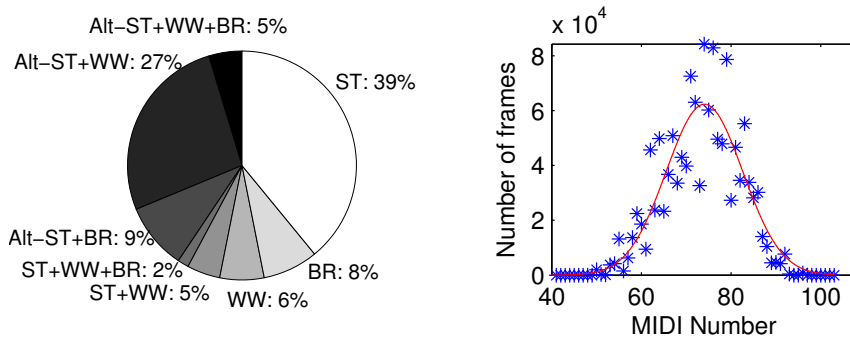 Alt−ST+WW+BR: 5%
Alt−ST+WW: 27%
ST: 39%
Alt−ST+BR: 9%
ST+WW+BR: 2%
ST+WW: 5%
WW: 6%
BR: 8%
x 10^4
8
6
4
2
0
Number of frames
40 60 80 100
MIDI Number